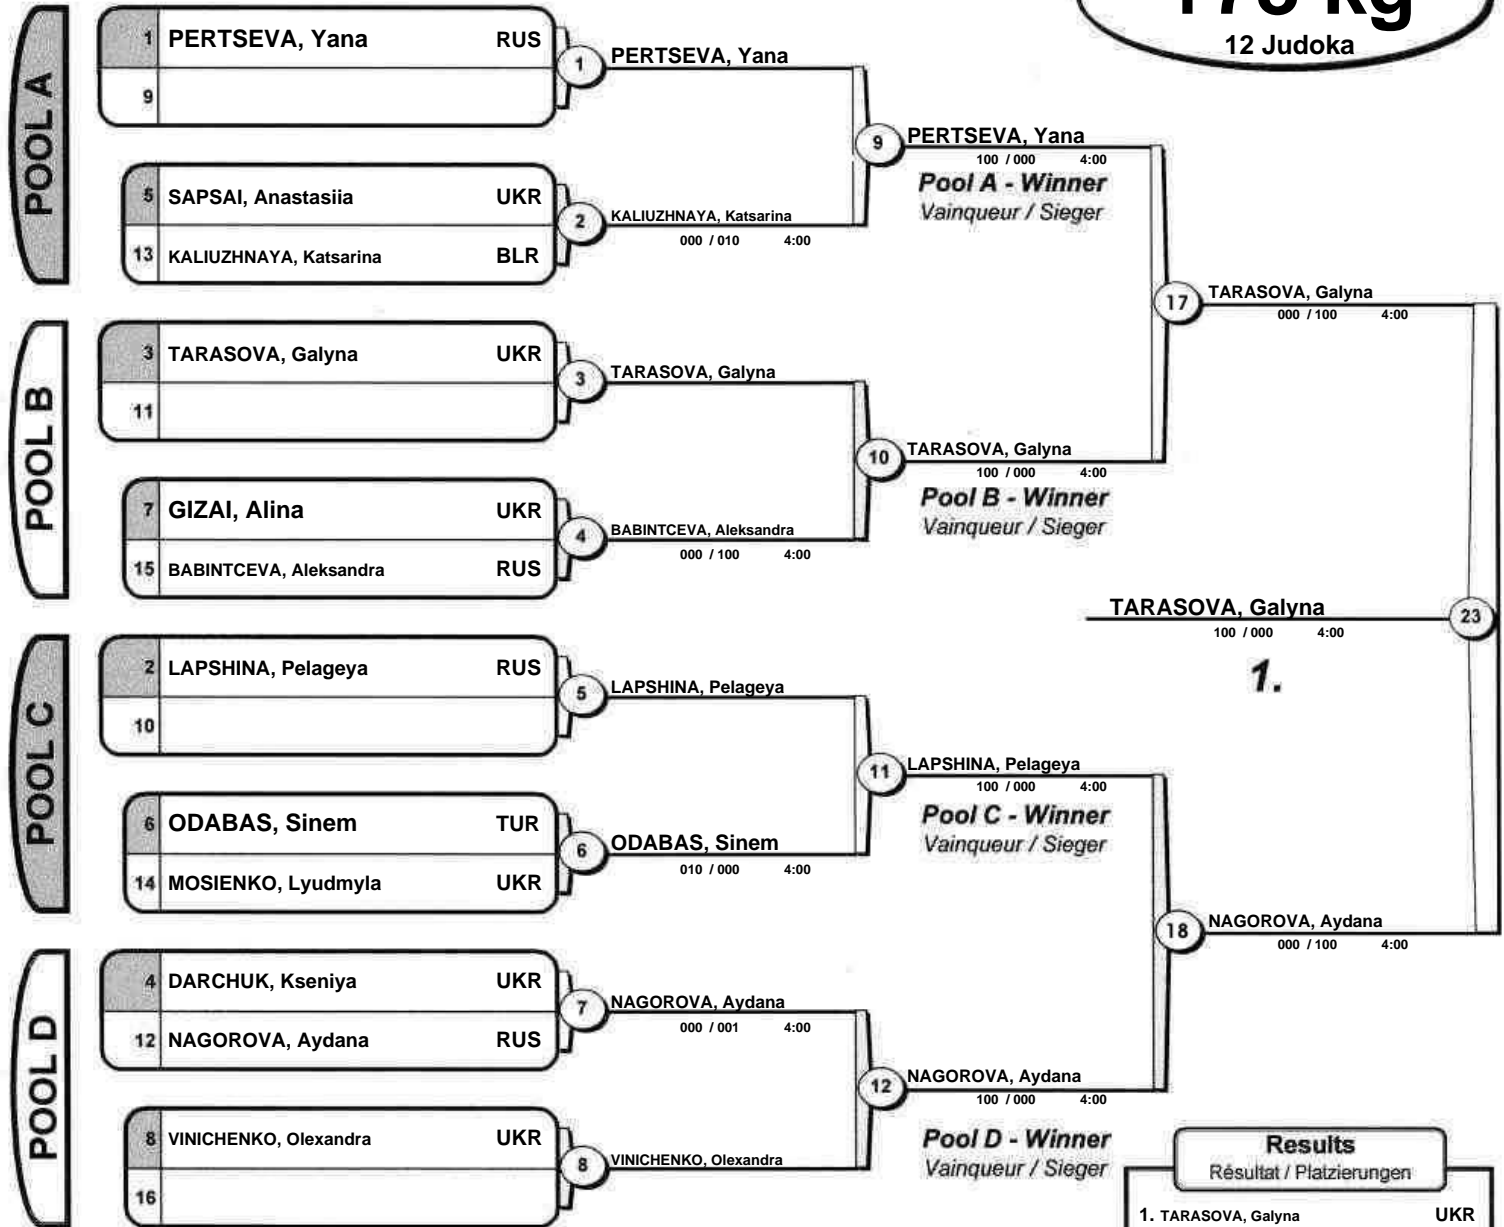 12 Judoka
POOL A
1 PERTSEVA, Yana RUS
9
1
PERTSEVA, Yana
5 SAPSAI, Anastasiia UKR
13 KALIUZHNAYA, Katsarina BLR
2
KALIUZHNAYA, Katsarina
000 / 010 4:00
9
PERTSEVA, Yana
100 / 000 4:00
Pool A - Winner
Vainqueur / Sieger
POOL B
3 TARASOVA, Galyna UKR
11
3
TARASOVA, Galyna
7 GIZAI, Alina UKR
15 BABINTCEVA, Aleksandra RUS
4
BABINTCEVA, Aleksandra
000 / 100 4:00
10
TARASOVA, Galyna
100 / 000 4:00
Pool B - Winner
Vainqueur / Sieger
17
TARASOVA, Galyna
000 / 100 4:00
POOL C
2 LAPSHINA, Pelageya RUS
10
5
LAPSHINA, Pelageya
6 ODABAS, Sinem TUR
14 MOSIENKO, Lyudmyla UKR
6
ODABAS, Sinem
010 / 000 4:00
11
LAPSHINA, Pelageya
100 / 000 4:00
Pool C - Winner
Vainqueur / Sieger
POOL D
4 DARCHUK, Kseniya UKR
12 NAGOROVA, Aydana RUS
7
NAGOROVA, Aydana
000 / 001 4:00
8 VINICHENKO, Olexandra UKR
16
8
VINICHENKO, Olexandra
12
NAGOROVA, Aydana
100 / 000 4:00
Pool D - Winner
Vainqueur / Sieger
18
NAGOROVA, Aydana
000 / 100 4:00
23
TARASOVA, Galyna
100 / 000 4:00
1.
Results
Résultat / Platzierungen
1. TARASOVA, Galyna UKR